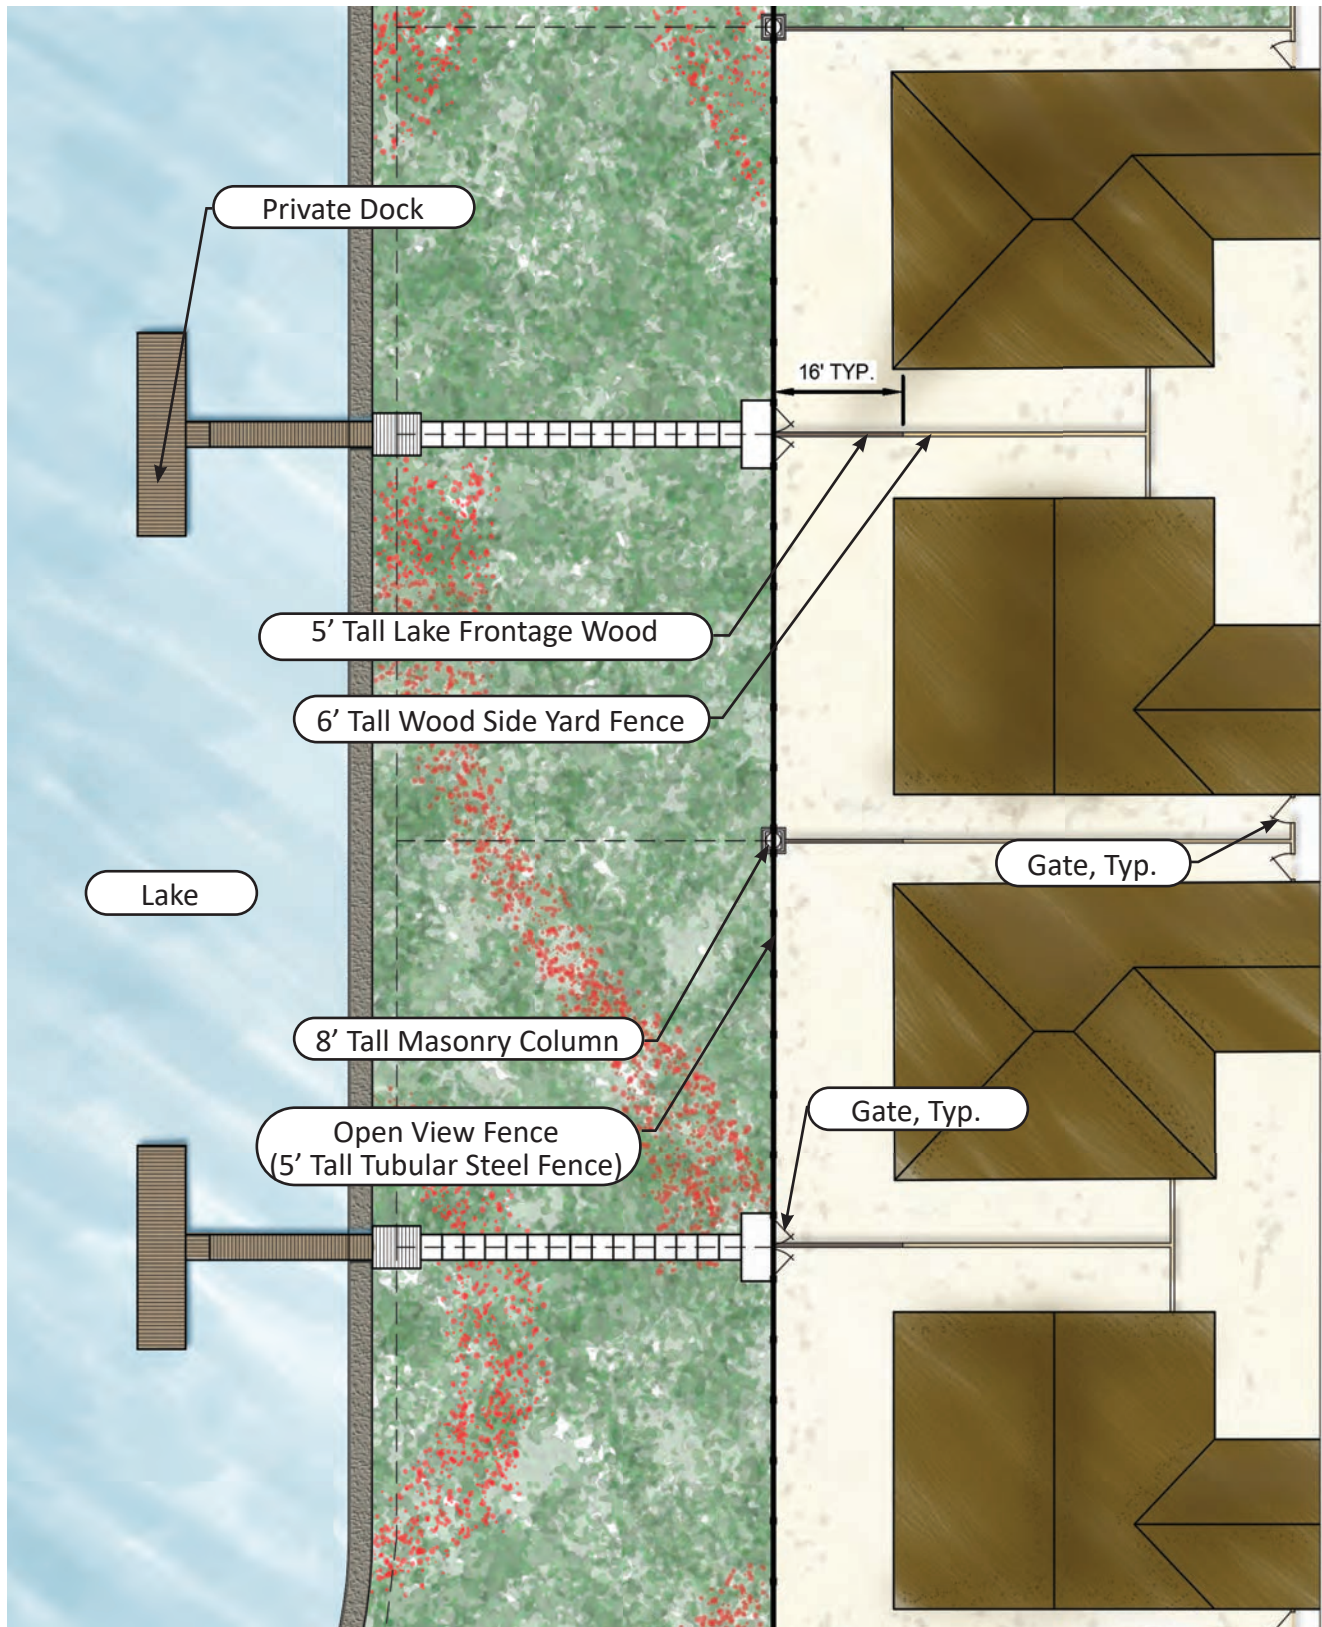 Private Dock
16' TYP.
5’ Tall Lake Frontage Wood
6’ Tall Wood Side Yard Fence
Gate, Typ.
Lake
8’ Tall Masonry Column
Gate, Typ.
Open View Fence
(5’ Tall Tubular Steel Fence)